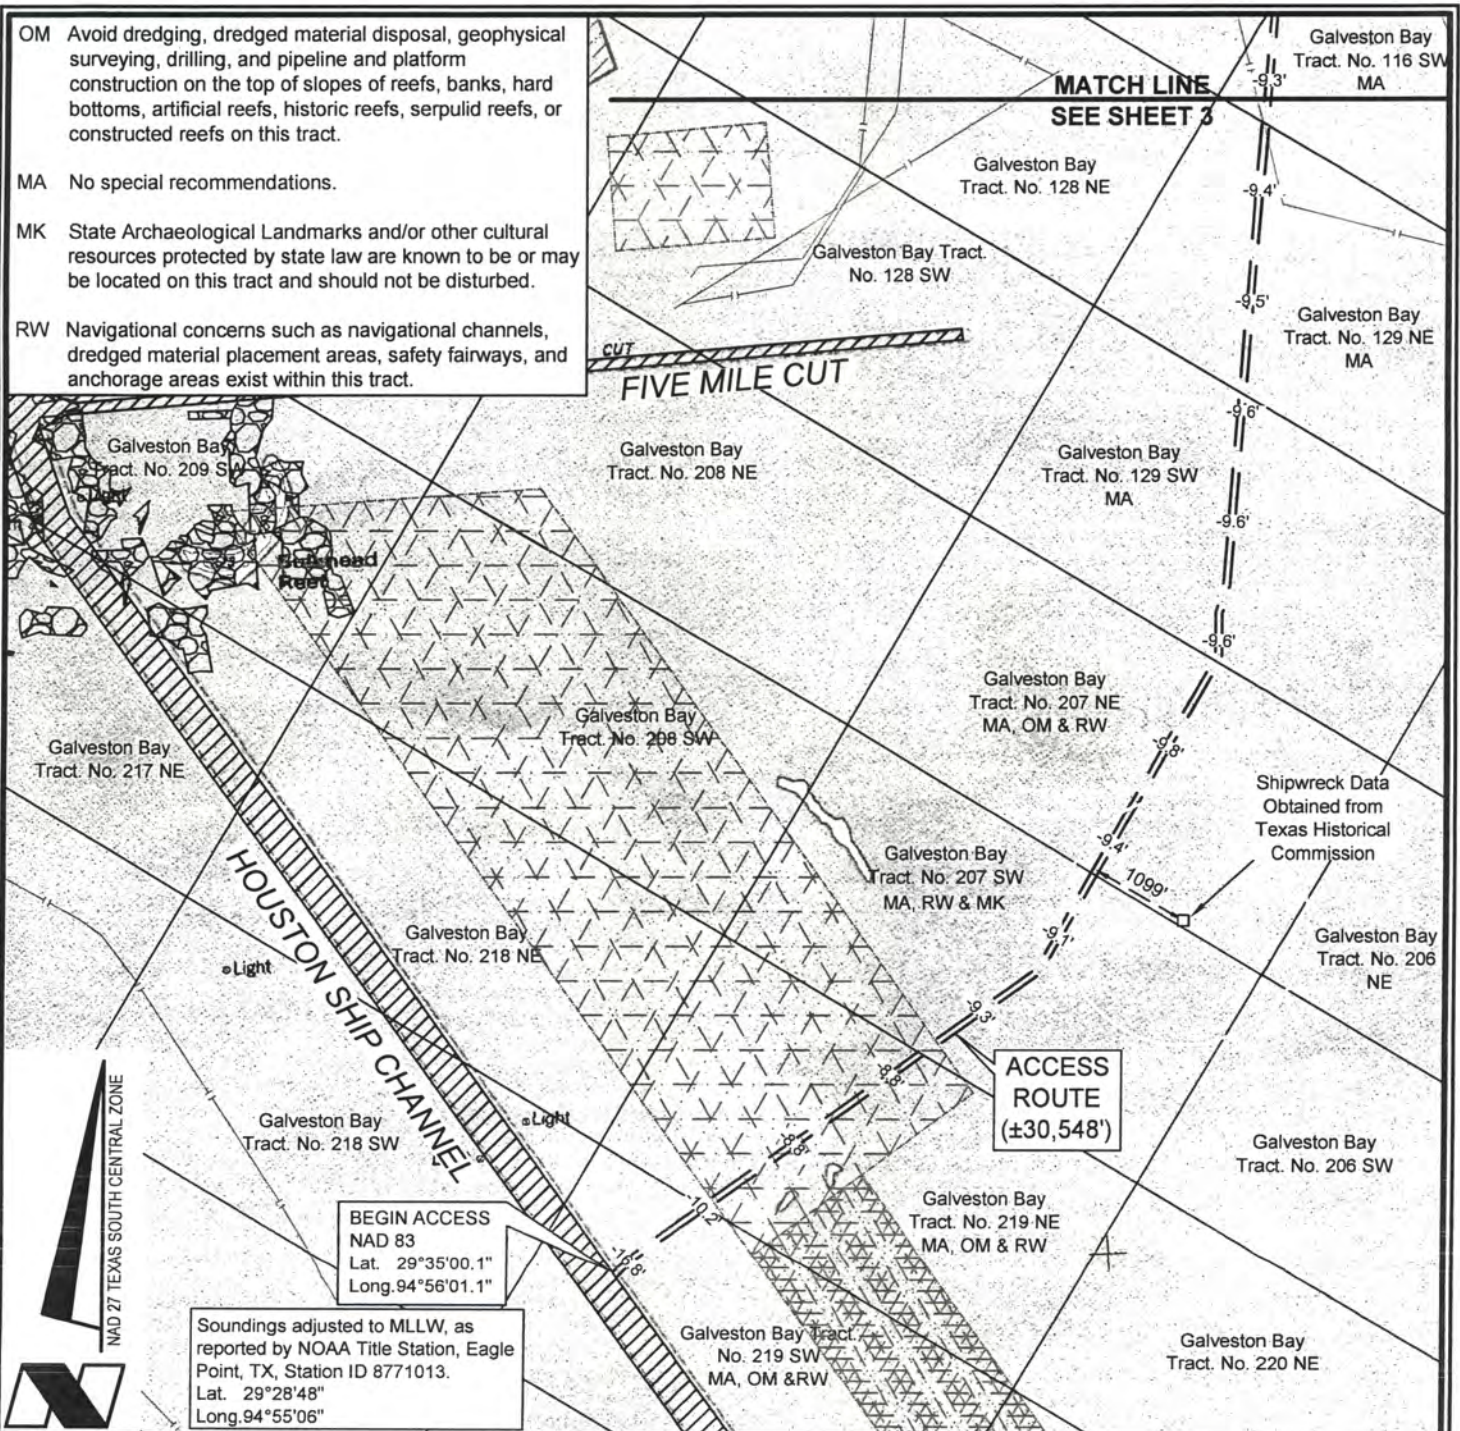 OM Avoid dredging, dredged material disposal, geophysical
surveying, drilling, and pipeline and platform
construction on the top of slopes of reefs, banks, hard
bottoms, artificial reefs, historic reefs, serpulid reefs, or
constructed reefs on this tract.
MA No special recommendations.
MK State Archaeological Landmarks and/or other cultural
resources protected by state law are known to be or may
be located on this tract and should not be disturbed.
RW Navigational concerns such as navigational channels,
dredged material placement areas, safety fairways, and
anchorage areas exist within this tract.
Galveston Bay
Tract. No. 116 SW
MA
-9.3'
MATCH LINE
SEE SHEET 3
Galveston Bay
Tract. No. 128 NE
-9.4'
Galveston Bay Tract.
No. 128 SW
-9.5'
Galveston Bay
Tract. No. 129 NE
MA
CUT
FIVE MILE CUT
-9.6'
Galveston Bay
Tract. No. 209 SW
Light
Galveston Bay
Tract. No. 208 NE
Galveston Bay
Tract. No. 129 SW
MA
-9.6'
Reef
-9.6'
Galveston Bay
Tract. No. 207 NE
MA, OM & RW
Galveston Bay
Tract. No. 208 SW
-9.8'
Galveston Bay
Tract. No. 217 NE
Shipwreck Data
Obtained from
Texas Historical
Commission
-9.4'
1099'
Galveston Bay
Tract. No. 207 SW
MA, RW & MK
HOUSTON SHIP CHANNEL
Galveston Bay
Tract. No. 218 NE
-9.7'
Galveston Bay
Tract. No. 206
NE
Light
-9.3'
ACCESS
ROUTE
(±30,548')
-8.8'
NAD 27 TEXAS SOUTH CENTRAL ZONE
Galveston Bay
Tract. No. 218 SW
Light
-8.8'
Galveston Bay
Tract. No. 206 SW
-10.2'
Galveston Bay
Tract. No. 219 NE
MA, OM & RW
BEGIN ACCESS
NAD 83
Lat. 29°35'00.1"
Long.94°56'01.1"
-16.8'
Soundings adjusted to MLLW, as
reported by NOAA Title Station, Eagle
Point, TX, Station ID 8771013.
Lat. 29°28'48"
Long.94°55'06"
Galveston Bay Tract.
No. 219 SW
MA, OM &RW
Galveston Bay
Tract. No. 220 NE
N